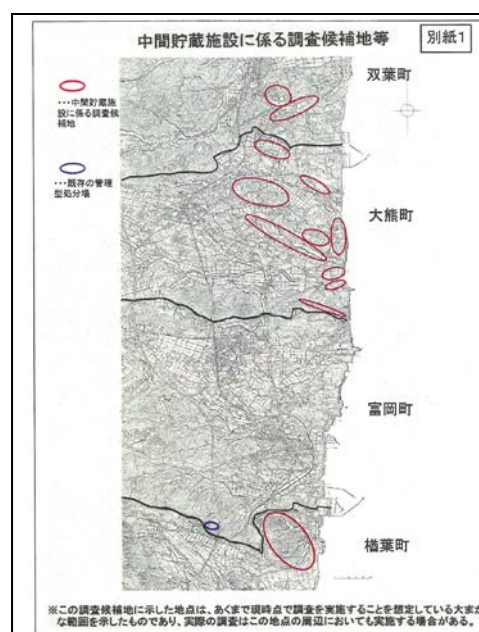 中間貯蔵施設に係る調査候補地等
別紙1
双葉町
･･･中間貯蔵施
設に係る調査候
補地
･･･既存の管理
型処分場
大熊町
富岡町
楢葉町
※この調査候補地に示した地点は、あくまで現時点で調査を実施することを想定している大まか
な範囲を示したものであり、実際の調査はこの地点の周辺においても実施する場合がある。